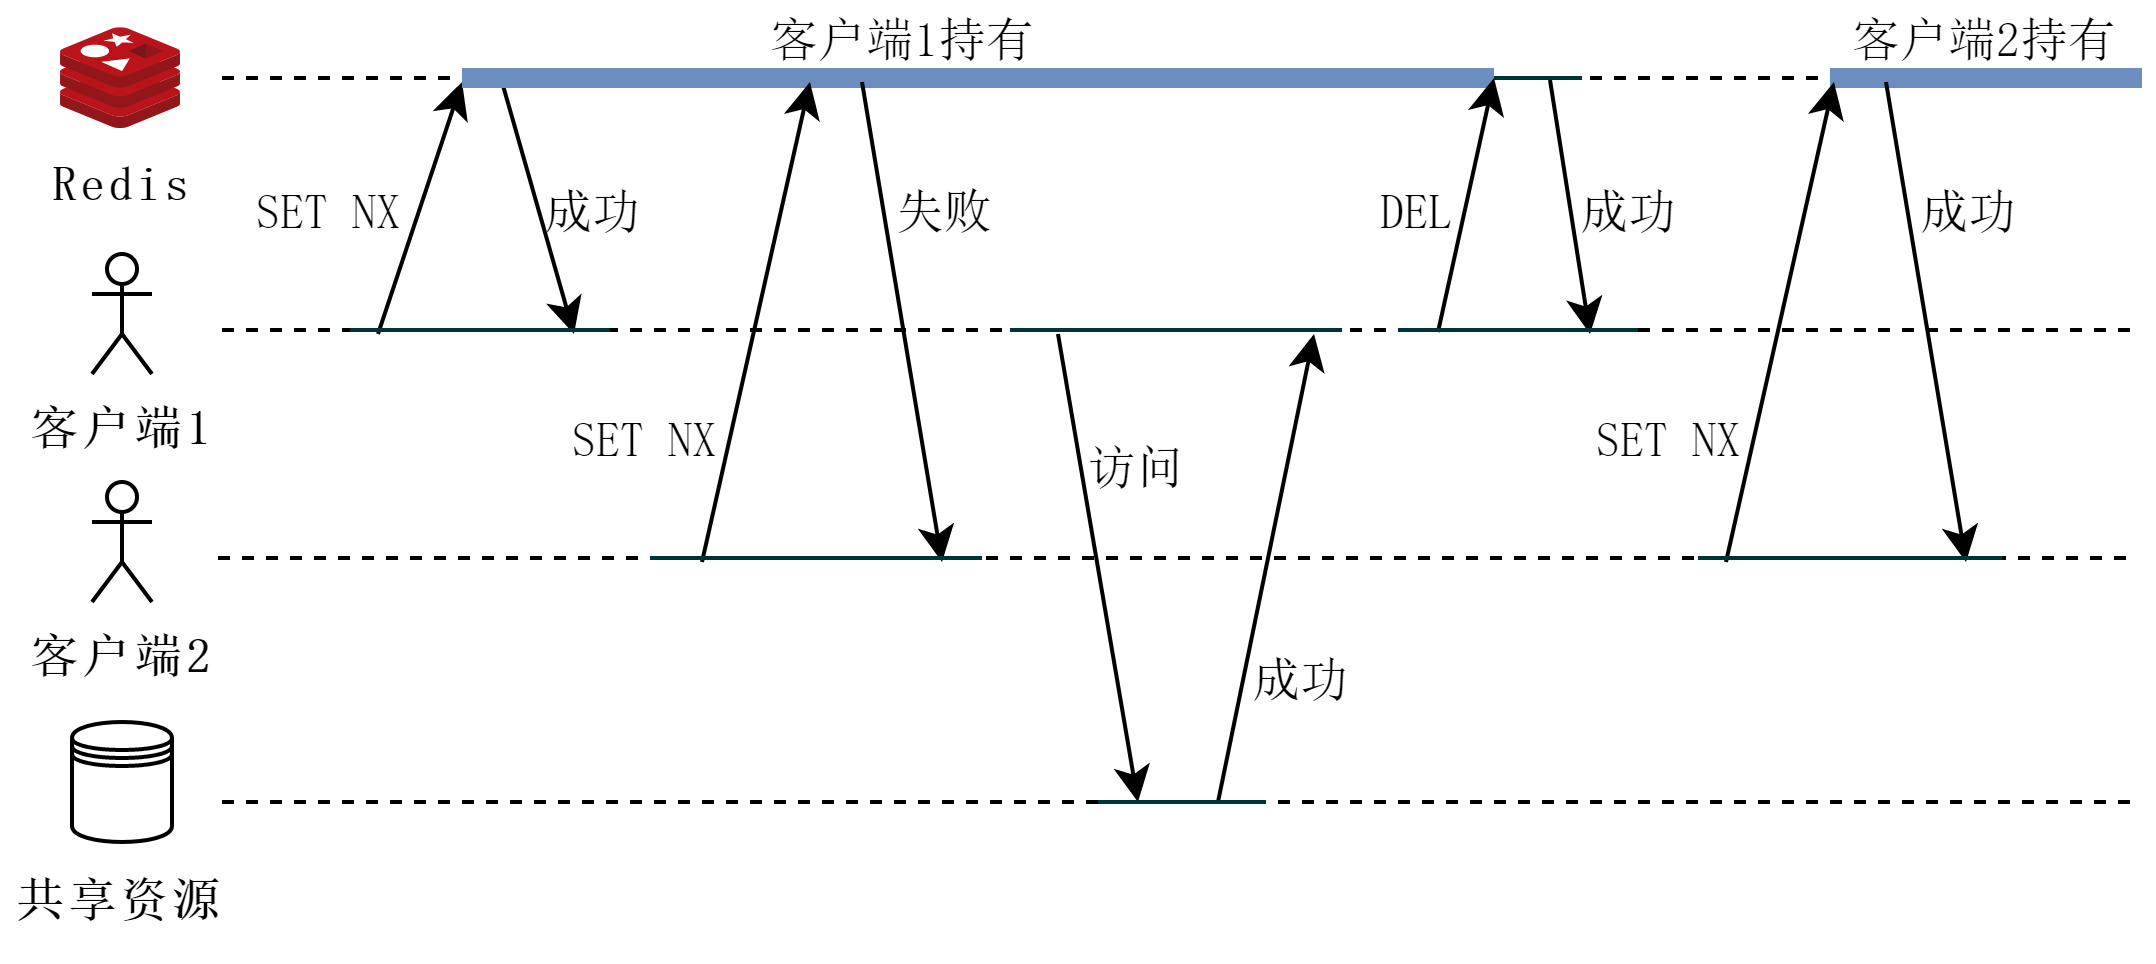 客户端1持有
客户端2持有
Redis
SET NX
成功
失败
DEL
成功
成功
客户端1
SET NX
访问
SET NX
客户端2
成功
共享资源